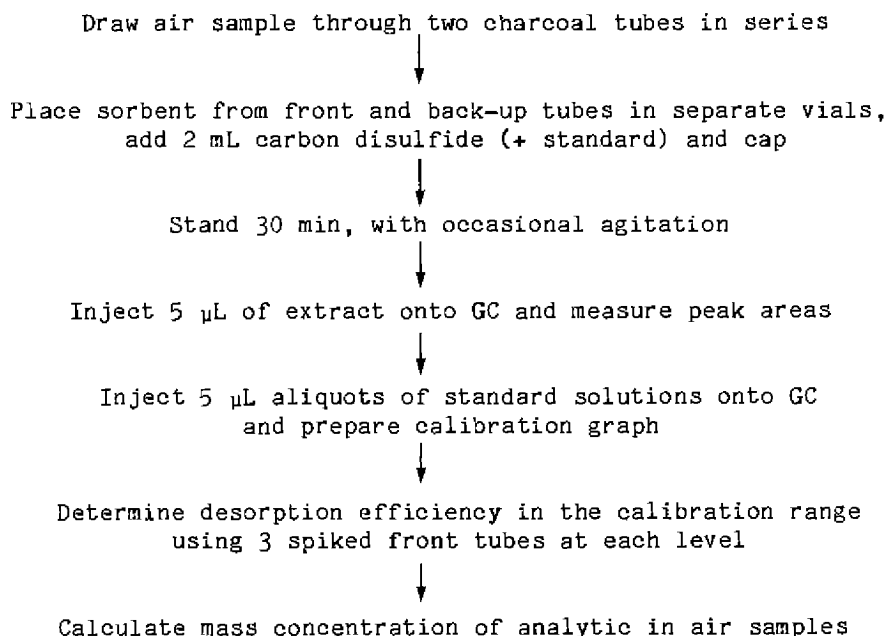 Draw air sample through two charcoal tubes in series
Place sorbent from front and back-up tubes in separate vials,
add 2 mL carbon disulfide (+ standard) and cap
Stand 30 min, with occasional agitation
Inject 5 µL of extract onto GC and measure peak areas
Inject 5 µL aliquots of standard solutions onto GC
and prepare calibration graph
Determine desorption efficiency in the calibration range
using 3 spiked front tubes at each level
Calculate mass concentration of analytic in air samples